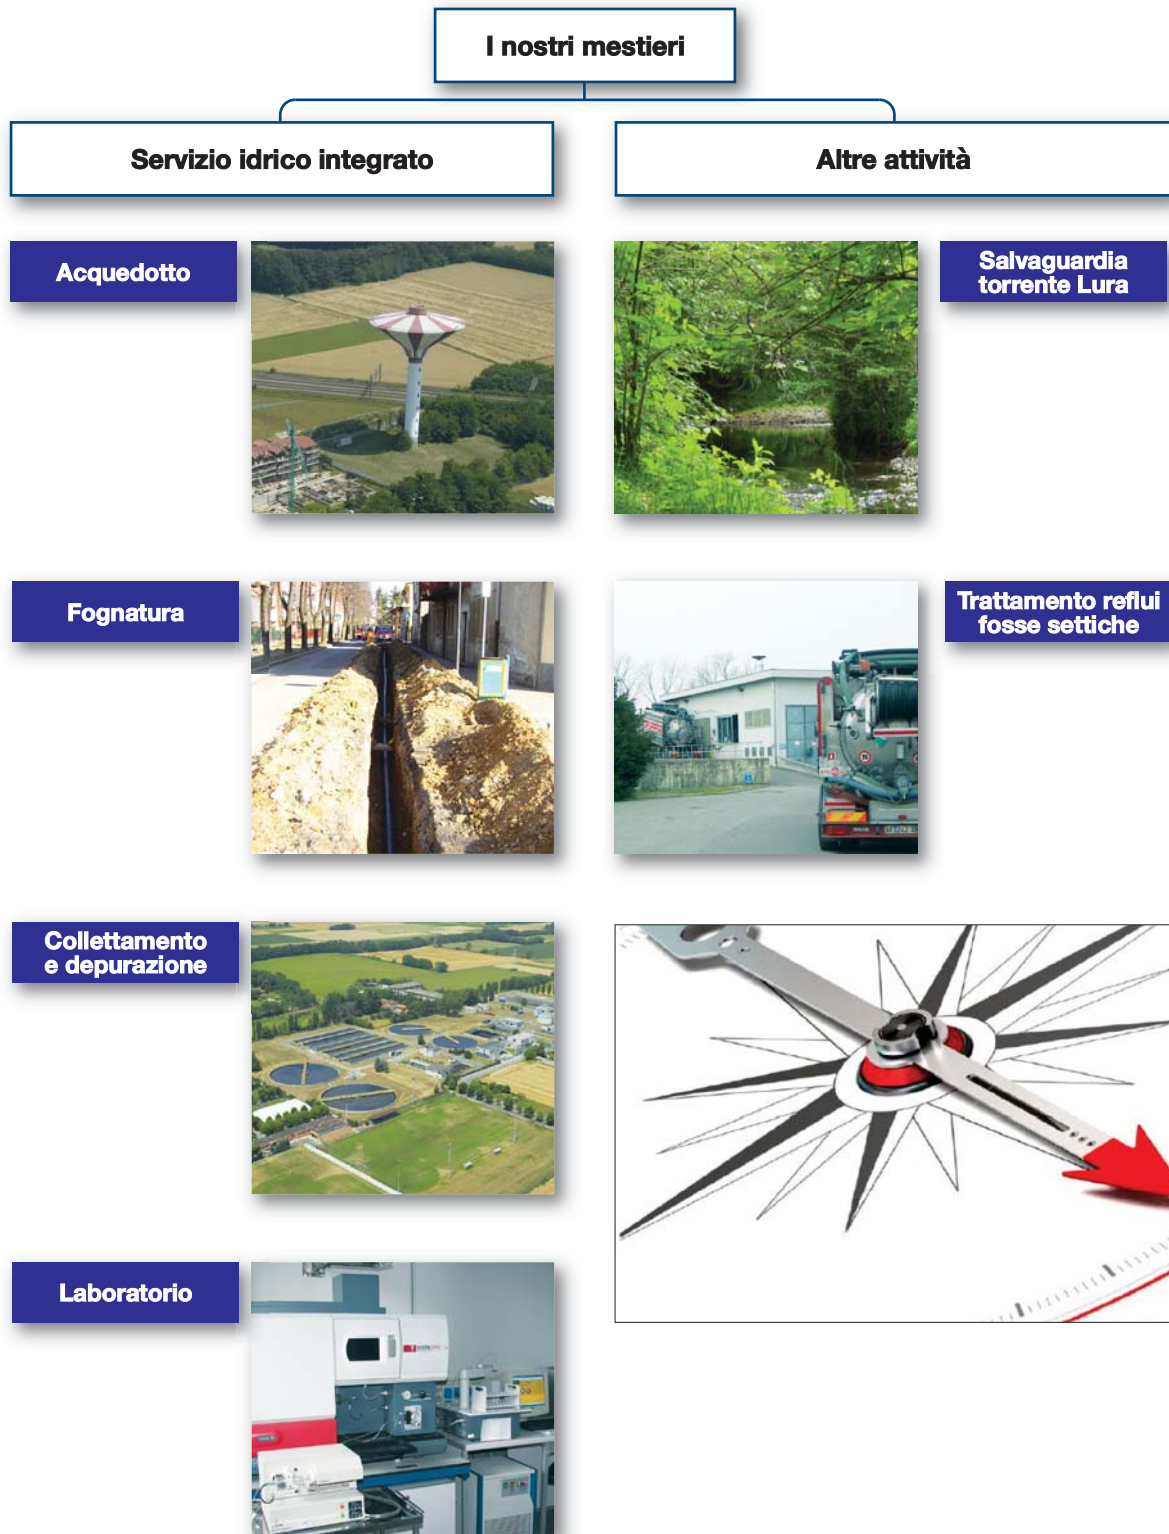 I nostri mestieri
Servizio idrico integrato
Altre attività
Acquedotto
Salvaguardia
torrente Lura
Fognatura
Trattamento reflui
fosse settiche
Collettamento
e depurazione
Laboratorio